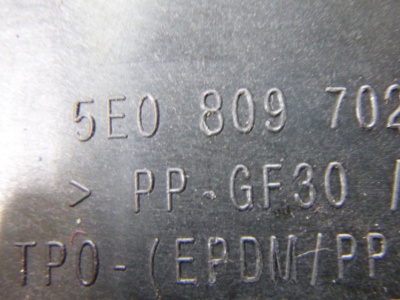 5E0 809 702
> PP-GF30 /
TPO-(EPDM/PP